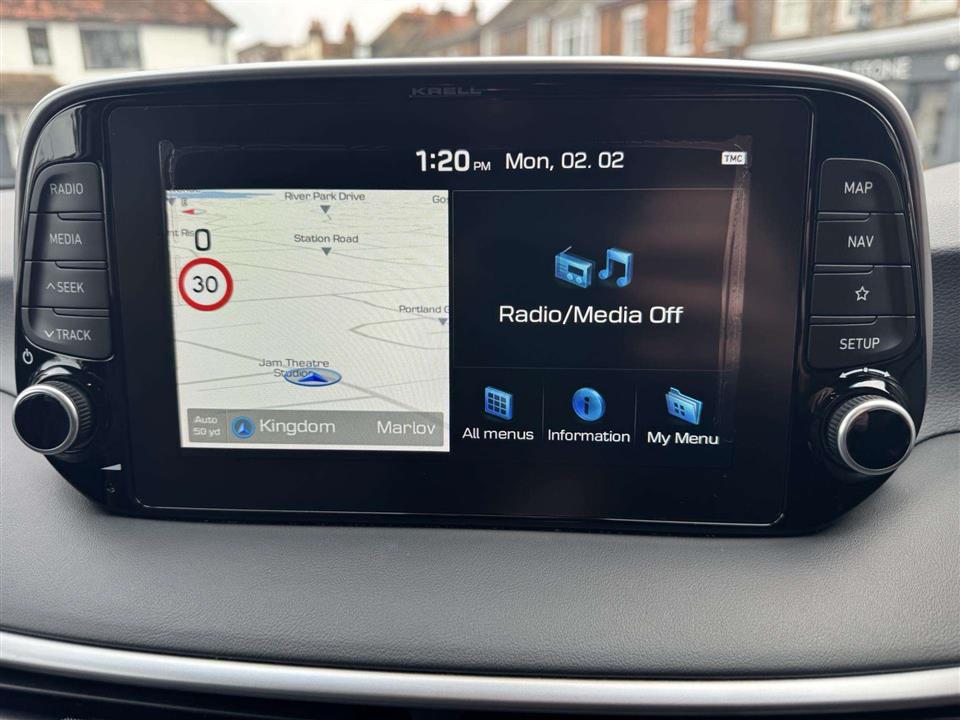 KRELL
1:20 PM Mon, 02. 02
TMC
RADIO
MEDIA
SEEK
TRACK
River Park Drive
Station Road
0
30
Jam Theatre
Studio
Auto
50 yd
Kingdom
Marlov
Radio/Media Off
All menus
Information
My Menu
MAP
NAV
SETUP